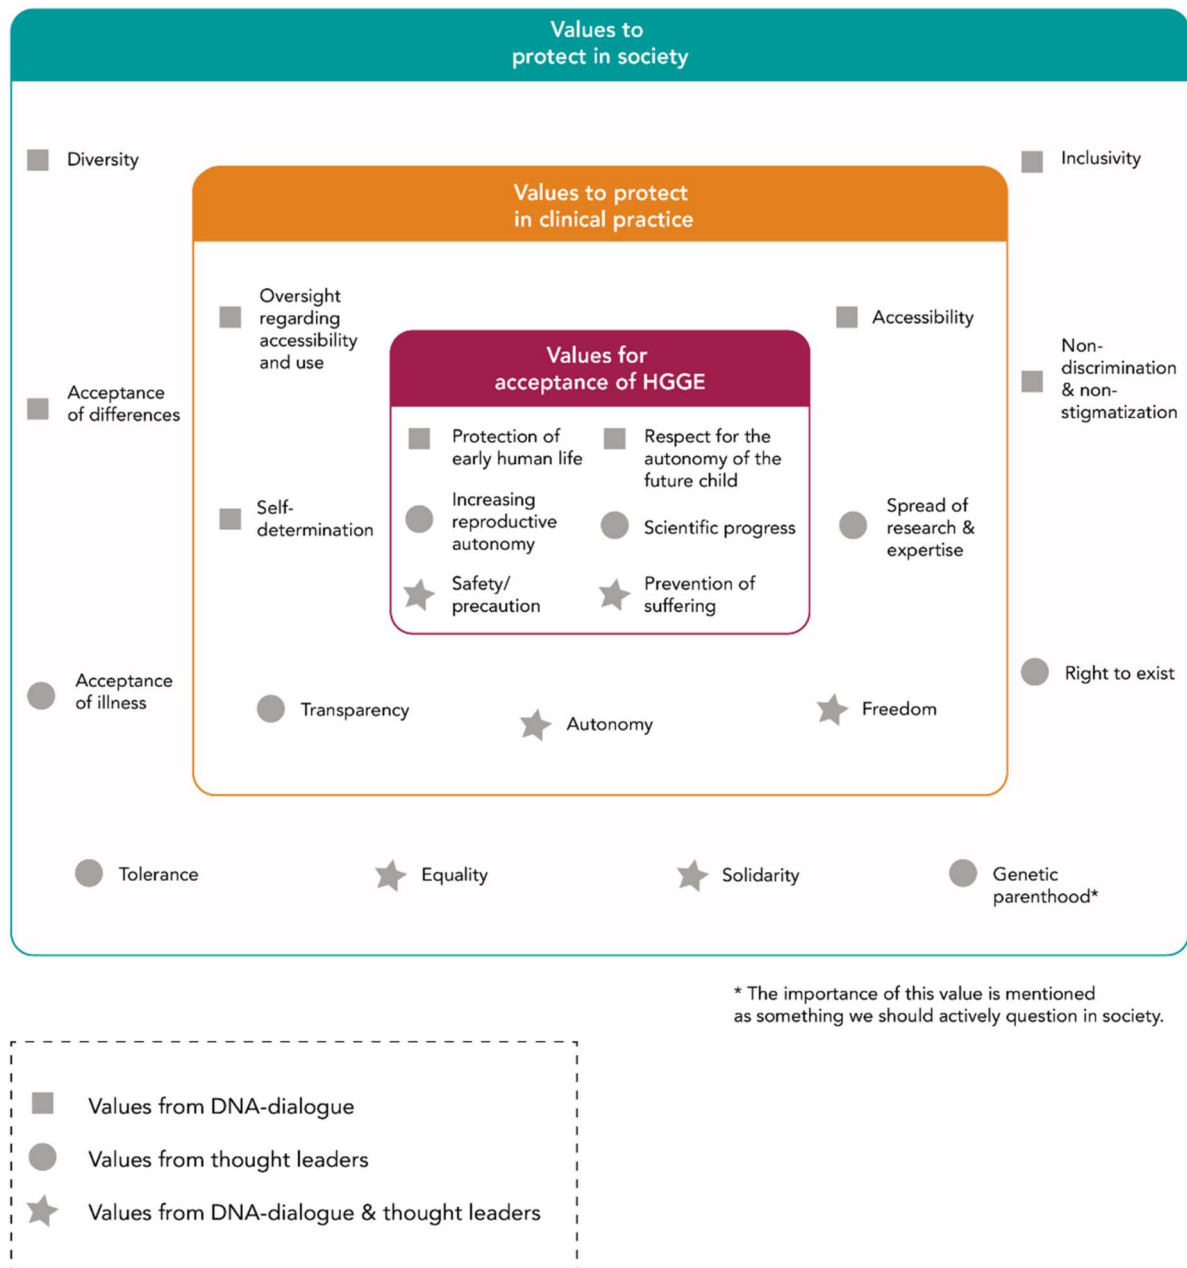 Values to
protect in society
Diversity
Inclusivity
Values to protect
in clinical practice
Oversight
regarding
accessibility
and use
Accessibility
Values for
acceptance of HGGE
Non-
discrimination
& non-
stigmatization
Acceptance
of differences
Protection of
early human life
Respect for the
autonomy of the
future child
Self-
determination
Increasing
reproductive
autonomy
Scientific progress
Spread of
research &
expertise
Safety/
precaution
Prevention of
suffering
Acceptance
of illness
Right to exist
Transparency
Autonomy
Freedom
Tolerance
Equality
Solidarity
Genetic
parenthood*
* The importance of this value is mentioned
as something we should actively question in society.
Values from DNA-dialogue
Values from thought leaders
Values from DNA-dialogue & thought leaders